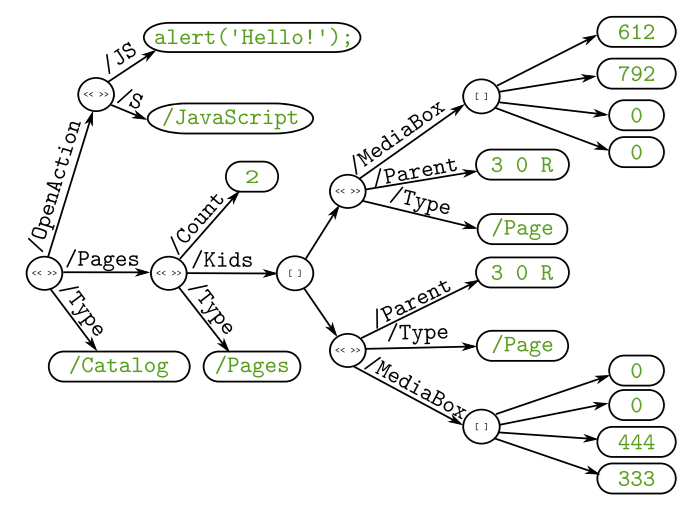 /JS
alert('Hello!');
<< >>
/S
/JavaScript
/OpenAction
<< >>
/Pages
/Type
/Catalog
<< >>
/Count
2
/Kids
/Type
/Pages
[ ]
<< >>
/MediaBox
[ ]
612
792
0
0
/Parent
3 0 R
/Type
/Page
<< >>
/Parent
3 0 R
/Type
/Page
/MediaBox
[ ]
0
0
444
333